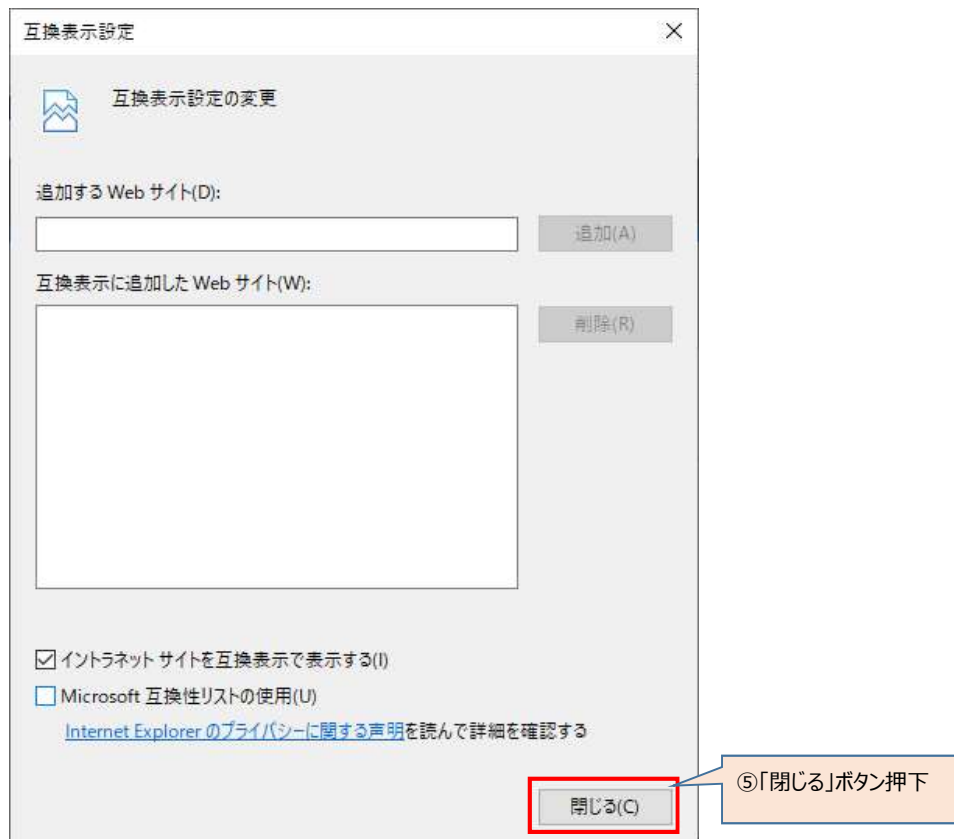 互換表示設定
互換表示設定の変更
追加する Web サイト(D):
追加(A)
互換表示に追加した Web サイト(W):
削除(R)
イントラネット サイトを互換表示で表示する(I)
Microsoft 互換性リストの使用(U)
Internet Explorer のプライバシーに関する声明を読んで詳細を確認する
閉じる(C)
⑤「閉じる」ボタン押下